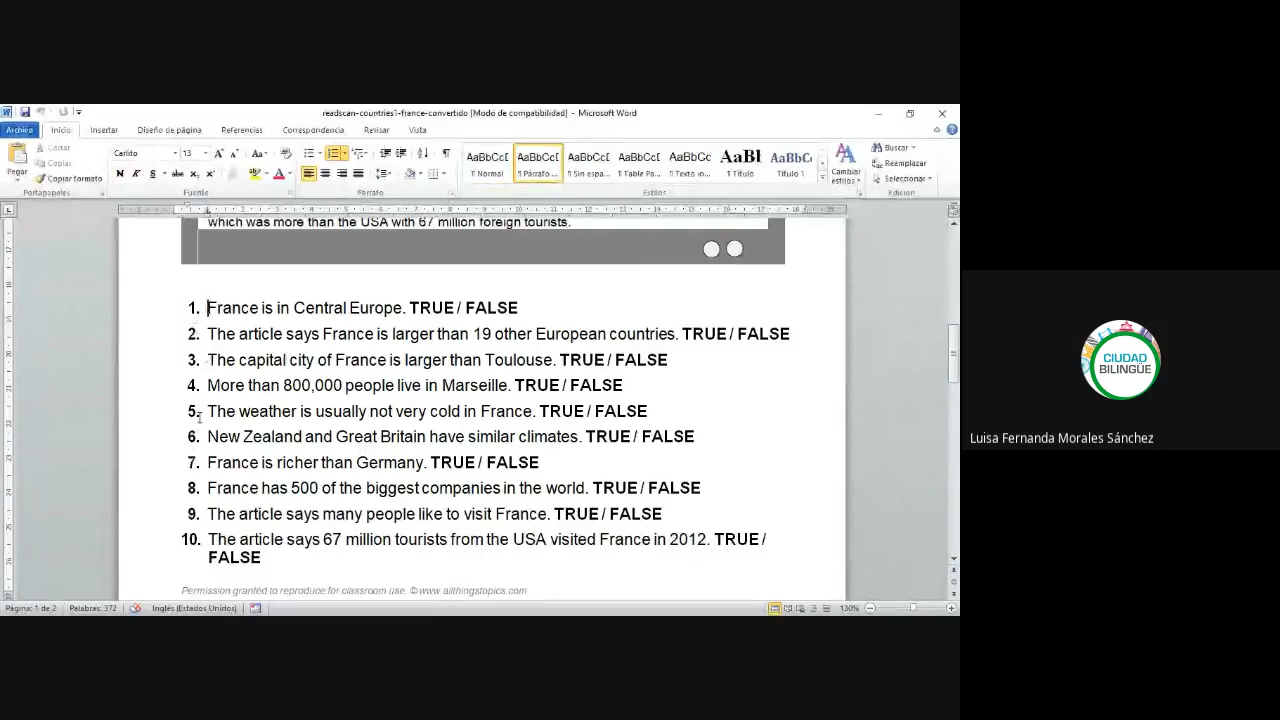 readscan-countries1-france-convertido [Modo de compatibilidad] - Microsoft Word
Archivo Inicio Insertar Diseño de página Referencias Correspondencia Revisar Vista
Pegar
Cortar
Copiar
Copiar formato
Portapapeles
Carlito 13
Fuente
Párrafo
AaBbCcI AaBbCcI AaBbCcI AaBbCcI AaBbCc AaBl AaBbC
¶ Normal ¶ Párrafo ... ¶ Sin espa... ¶ Table Pa... ¶ Texto in... ¶ Título Título 1
Cambiar estilos
Estilos
Buscar
Reemplazar
Seleccionar
Edición
which was more than the USA with 67 million foreign tourists.
1. France is in Central Europe. TRUE / FALSE
2. The article says France is larger than 19 other European countries. TRUE / FALSE
3. The capital city of France is larger than Toulouse. TRUE / FALSE
4. More than 800,000 people live in Marseille. TRUE / FALSE
5. The weather is usually not very cold in France. TRUE / FALSE
6. New Zealand and Great Britain have similar climates. TRUE / FALSE
7. France is richer than Germany. TRUE / FALSE
8. France has 500 of the biggest companies in the world. TRUE / FALSE
9. The article says many people like to visit France. TRUE / FALSE
10. The article says 67 million tourists from the USA visited France in 2012. TRUE /
FALSE
Permission granted to reproduce for classroom use. © www.allthingstopics.com
Página: 1 de 2 Palabras: 372 Inglés (Estados Unidos) 130%
CIUDAD
BILINGÜE
Luisa Fernanda Morales Sánchez